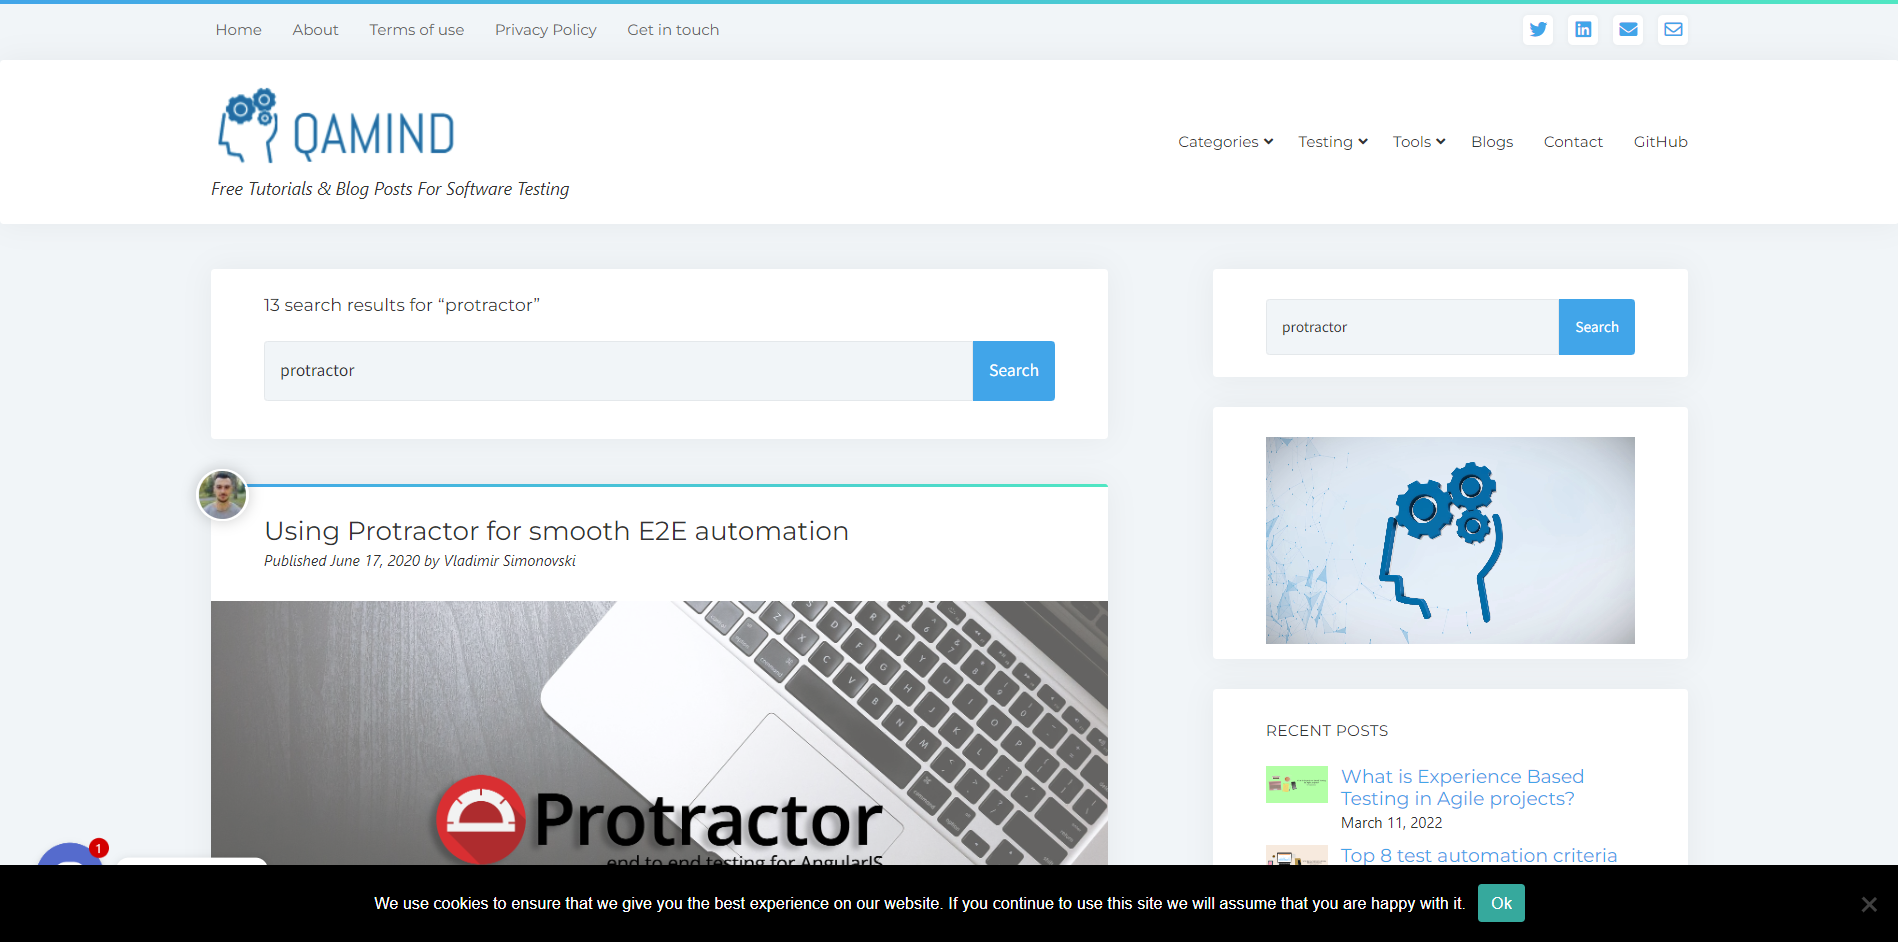 Home About Terms of use Privacy Policy Get in touch
QAMIND
Free Tutorials & Blog Posts For Software Testing
Categories Testing Tools Blogs Contact GitHub
13 search results for “protractor”
protractor Search
Using Protractor for smooth E2E automation
Published June 17, 2020 by Vladimir Simonovski
Protractor
end to end testing for AngularJS
protractor Search
RECENT POSTS
What is Experience Based
Testing in Agile projects?
March 11, 2022
Top 8 test automation criteria
1
We use cookies to ensure that we give you the best experience on our website. If you continue to use this site we will assume that you are happy with it. Ok